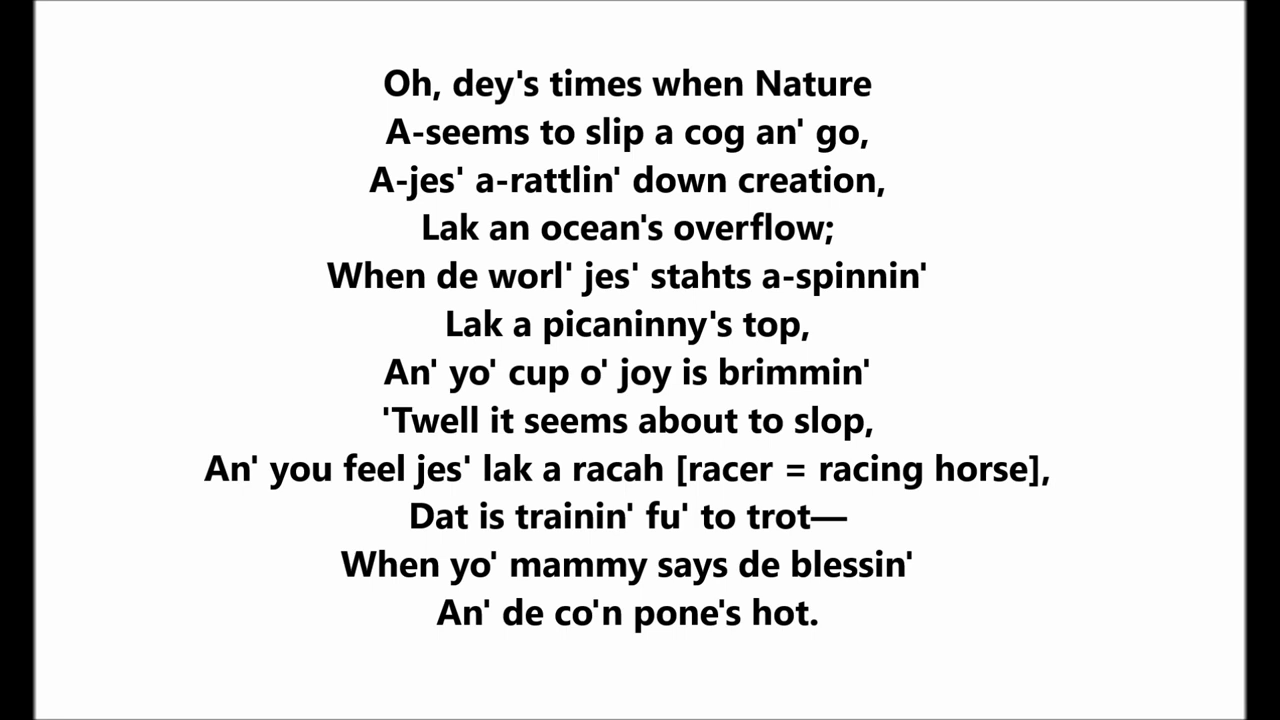 Oh, dey's times when Nature
A-seems to slip a cog an' go,
A-jes' a-rattlin' down creation,
Lak an ocean's overflow;
When de worl' jes' stahts a-spinnin'
Lak a picaninny's top,
An' yo' cup o' joy is brimmin'
'Twell it seems about to slop,
An' you feel jes' lak a racah [racer = racing horse],
Dat is trainin' fu' to trot—
When yo' mammy says de blessin'
An' de co'n pone's hot.